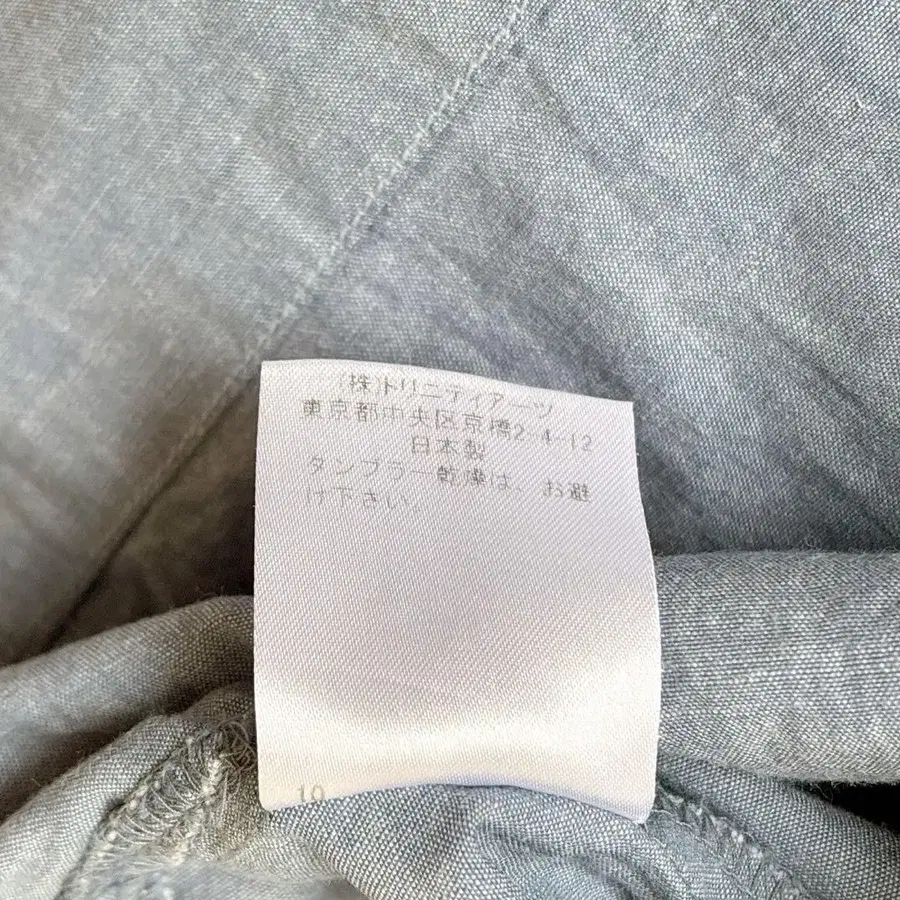 (株)トリニティアーツ
東京都中央区京橋2-4-12
日本製
タンブラー乾燥は、お避
け下さい。
10